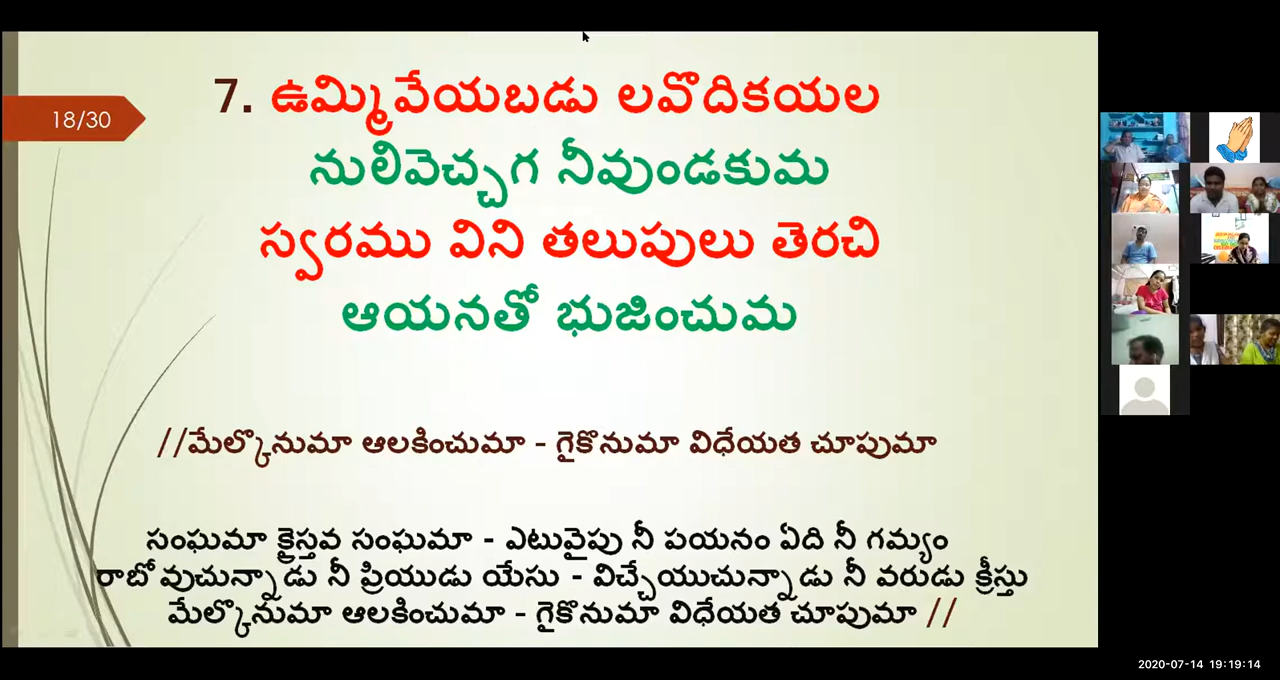 18/30
7. ఉమ్మివేయబడు లవొదికయల
నులివెచ్చగ నీవుండకుమ
స్వరము విని తలుపులు తెరచి
ఆయనతో భుజించుమ
//మేల్కొనుమా ఆలకించుమా - గైకొనుమా విధేయత చూపుమా
సంఘమా క్రైస్తవ సంఘమా - ఎటువైపు నీ పయనం ఏది నీ గమ్యం
రాబోవుచున్నాడు నీ ప్రియుడు యేసు - విచ్చేయుచున్నాడు నీ వరుడు క్రీస్తు
మేల్కొనుమా ఆలకించుమా - గైకొనుమా విధేయత చూపుమా //
2020-07-14 19:19:14